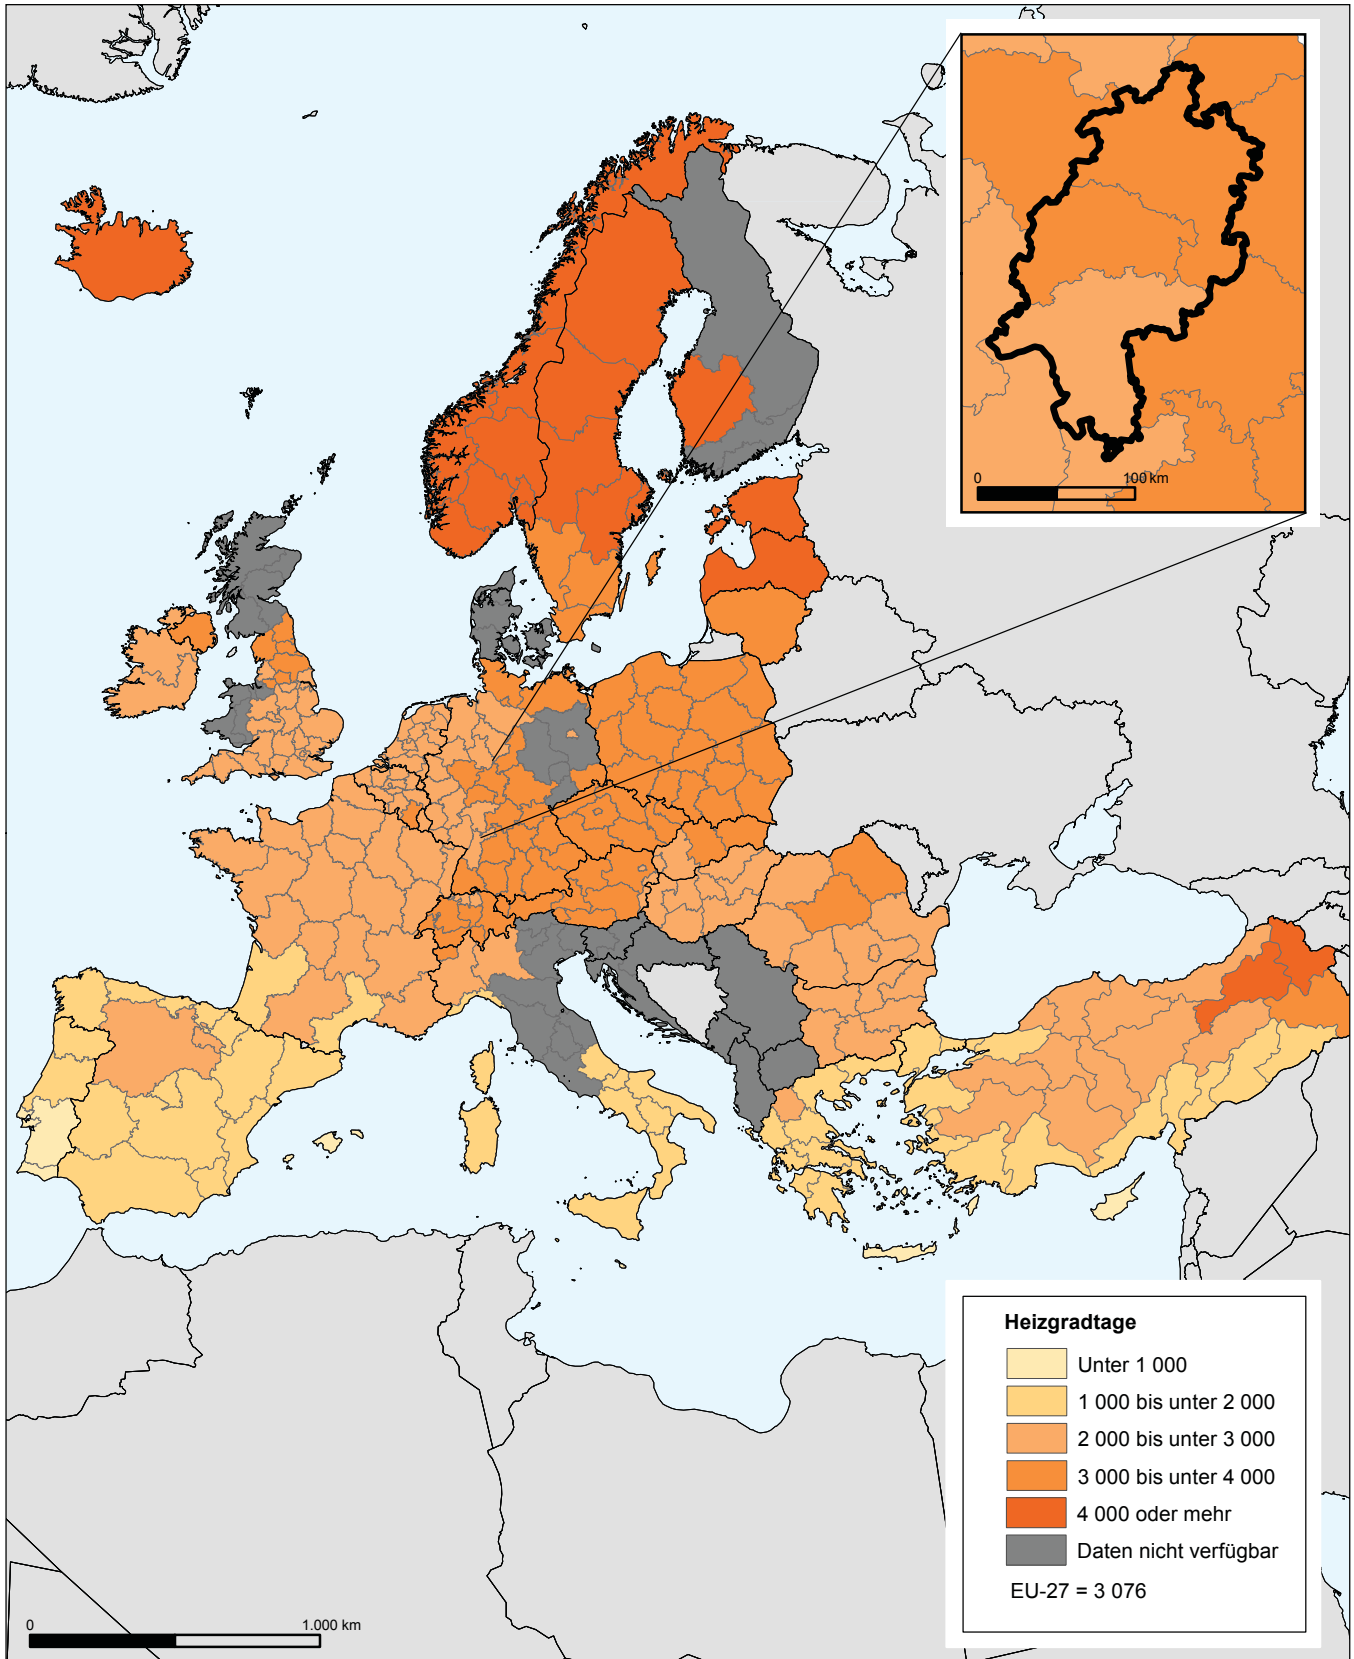 0
100 km
Heizgradtage
Unter 1 000
1 000 bis unter 2 000
2 000 bis unter 3 000
3 000 bis unter 4 000
4 000 oder mehr
Daten nicht verfügbar
EU-27 = 3 076
0
1.000 km